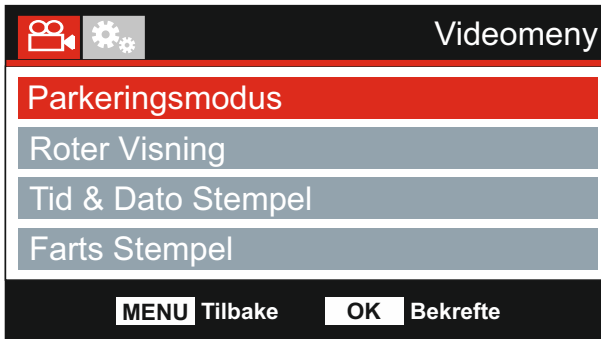 Videomeny
Parkeringsmodus
Roter Visning
Tid & Dato Stempel
Farts Stempel
MENU Tilbake OK Bekrefte